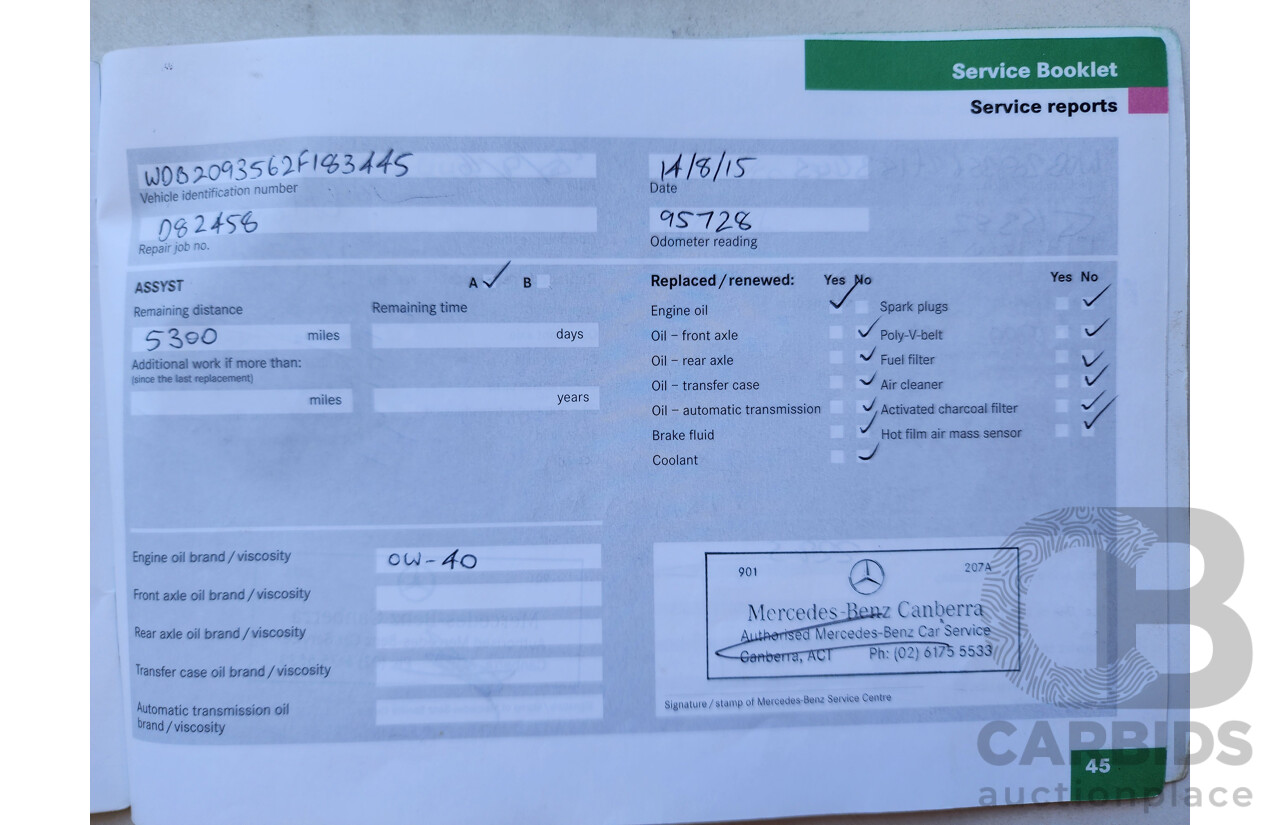 Service Booklet
Service reports
WDB2093562F183445
Vehicle identification number
14/8/15
Date
D82458
Repair job no.
95728
Odometer reading
ASSYST
A ✓ B
Remaining distance
Remaining time
5300 miles
days
Additional work if more than:
(since the last replacement)
miles
years
Replaced/renewed: Yes No
Engine oil ✓
Oil – front axle ✓
Oil – rear axle ✓
Oil – transfer case ✓
Oil – automatic transmission ✓
Brake fluid ✓
Coolant ✓
Yes No
Spark plugs ✓
Poly-V-belt ✓
Fuel filter ✓
Air cleaner ✓
Activated charcoal filter ✓
Hot film air mass sensor ✓
Engine oil brand/viscosity
0W-40
Front axle oil brand/viscosity
Rear axle oil brand/viscosity
Transfer case oil brand/viscosity
Automatic transmission oil
brand/viscosity
901 207A
Mercedes-Benz Canberra
Authorised Mercedes-Benz Car Service
Canberra, ACT Ph: (02) 6175 5533
Signature/stamp of Mercedes-Benz Service Centre
45
CB
CARBIDS
auctionplace